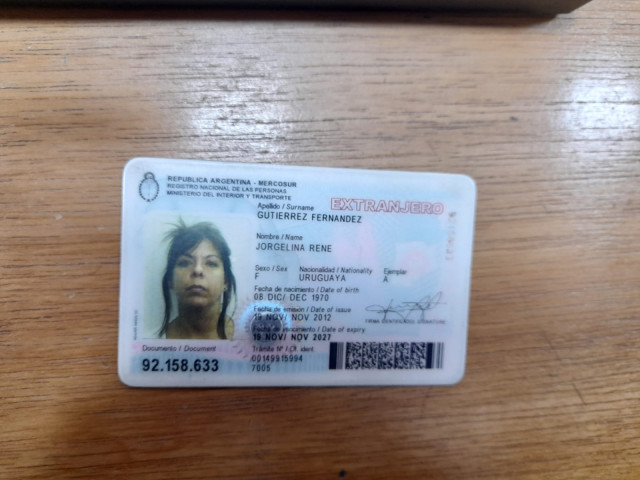 REPUBLICA ARGENTINA - MERCOSUR
REGISTRO NACIONAL DE LAS PERSONAS
MINISTERIO DEL INTERIOR Y TRANSPORTE
EXTRANJERO
Apellido / Surname
GUTIERREZ FERNANDEZ
Nombre / Name
JORGELINA RENE
Sexo / Sex Nacionalidad / Nationality Ejemplar
F URUGUAYA A
Fecha de nacimiento / Date of birth
08 DIC/ DEC 1970
Fecha de emisión / Date of issue
19 NOV/ NOV 2012
Fecha de vencimiento / Date of expiry
19 NOV/ NOV 2027
FIRMA IDENTIFICADO / SIGNATURE
Documento / Document
92.158.633
Trámite Nº / Of. ident.
00149915994
7005